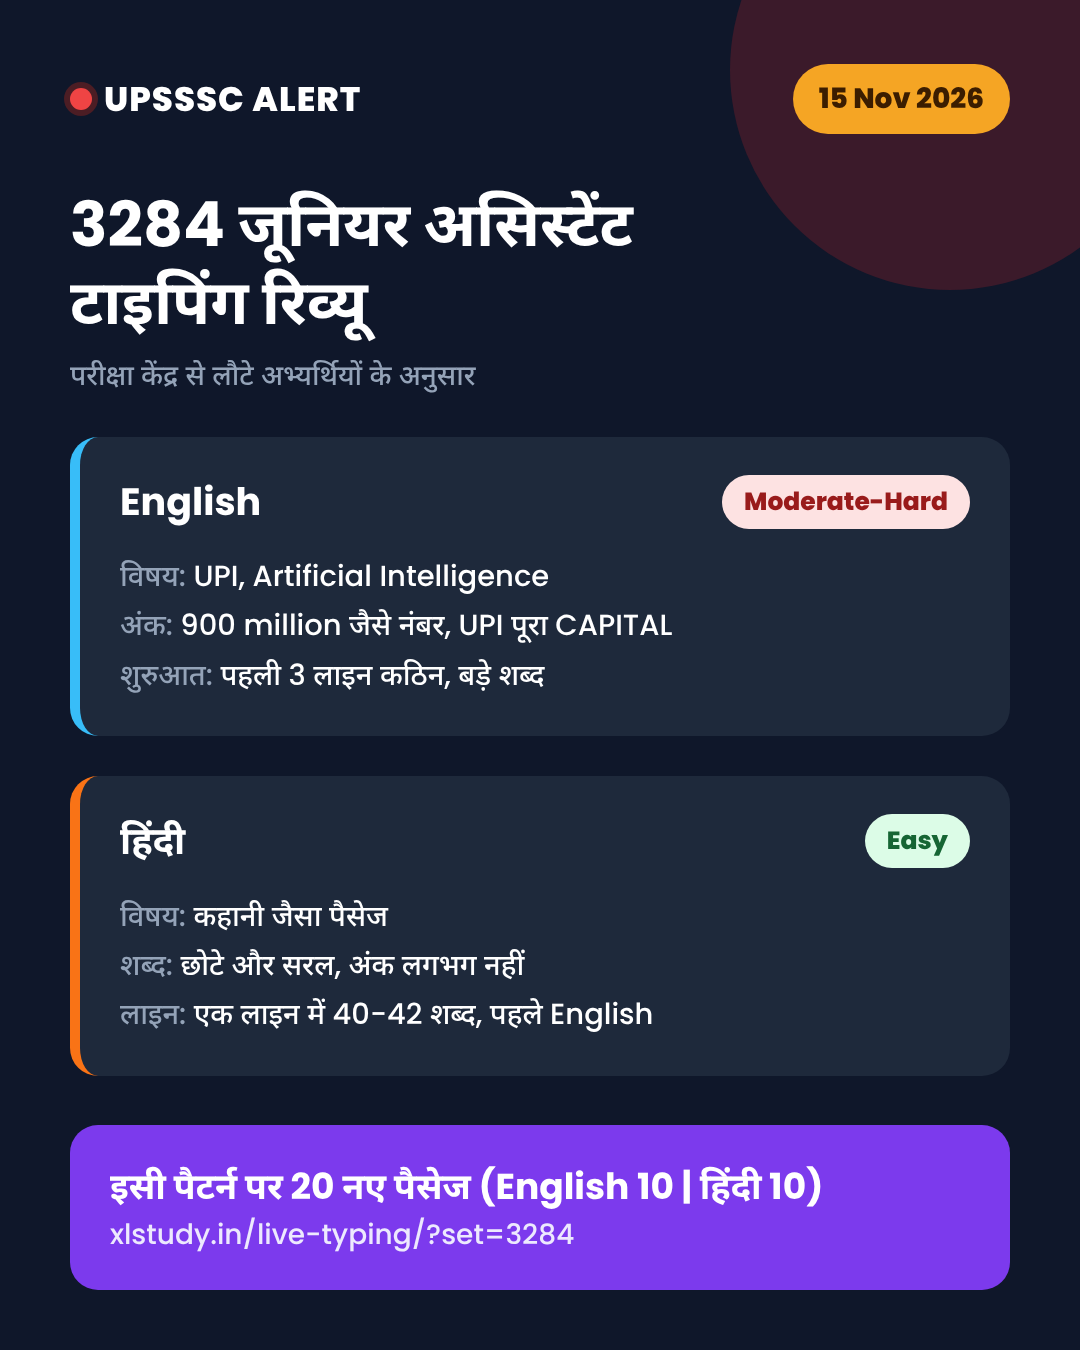 UPSSSC ALERT
15 Nov 2026
3284 जूनियर असिस्टेंट
टाइपिंग रिव्यू
परीक्षा केंद्र से लौटे अभ्यर्थियों के अनुसार
English
Moderate-Hard
विषय: UPI, Artificial Intelligence
अंक: 900 million जैसे नंबर, UPI पूरा CAPITAL
शुरुआत: पहली 3 लाइन कठिन, बड़े शब्द
हिंदी
Easy
विषय: कहानी जैसा पैसेज
शब्द: छोटे और सरल, अंक लगभग नहीं
लाइन: एक लाइन में 40-42 शब्द, पहले English
इसी पैटर्न पर 20 नए पैसेज (English 10 | हिंदी 10)
xlstudy.in/live-typing/?set=3284